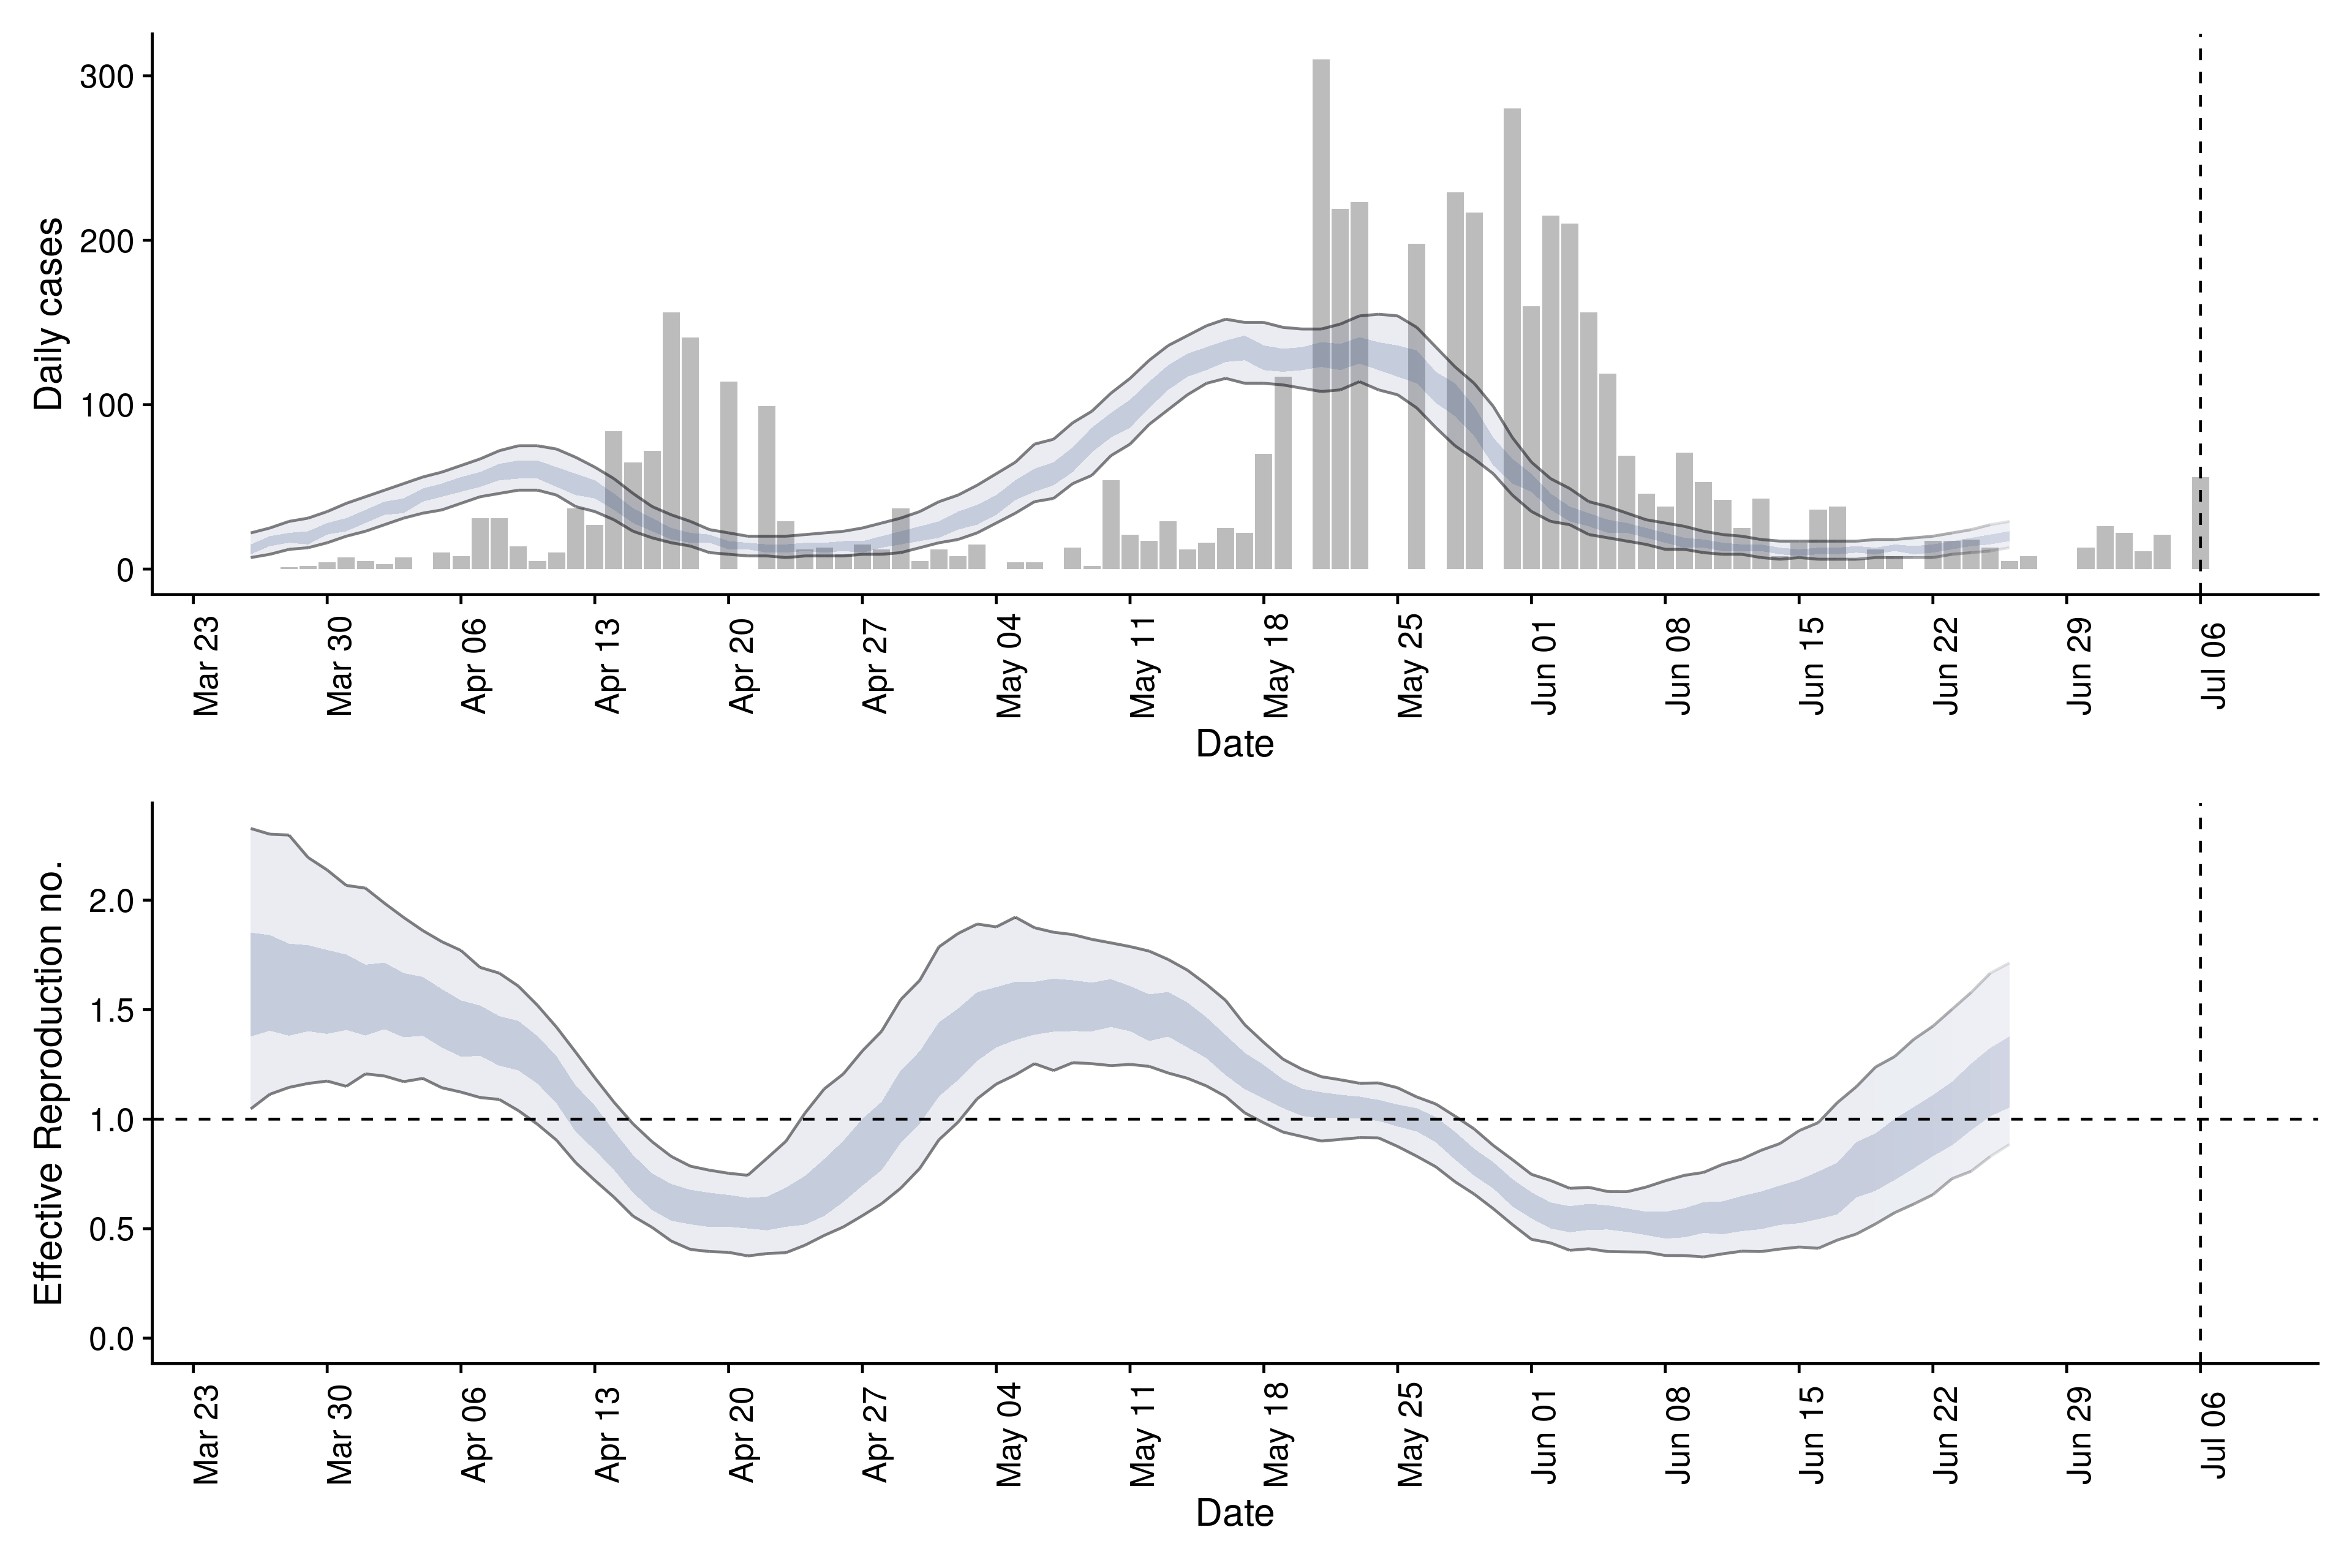 Daily cases
300
200
100
0
Mar 23
Mar 30
Apr 06
Apr 13
Apr 20
Apr 27
May 04
May 11
May 18
May 25
Jun 01
Jun 08
Jun 15
Jun 22
Jun 29
Jul 06
Date
Effective Reproduction no.
2.0
1.5
1.0
0.5
0.0
Mar 23
Mar 30
Apr 06
Apr 13
Apr 20
Apr 27
May 04
May 11
May 18
May 25
Jun 01
Jun 08
Jun 15
Jun 22
Jun 29
Jul 06
Date